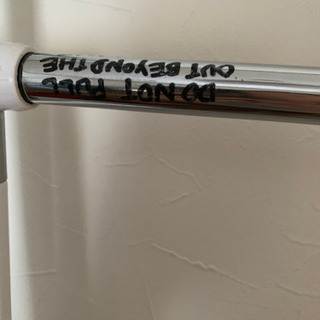 DO NOT PULL
OUT BEYOND THE